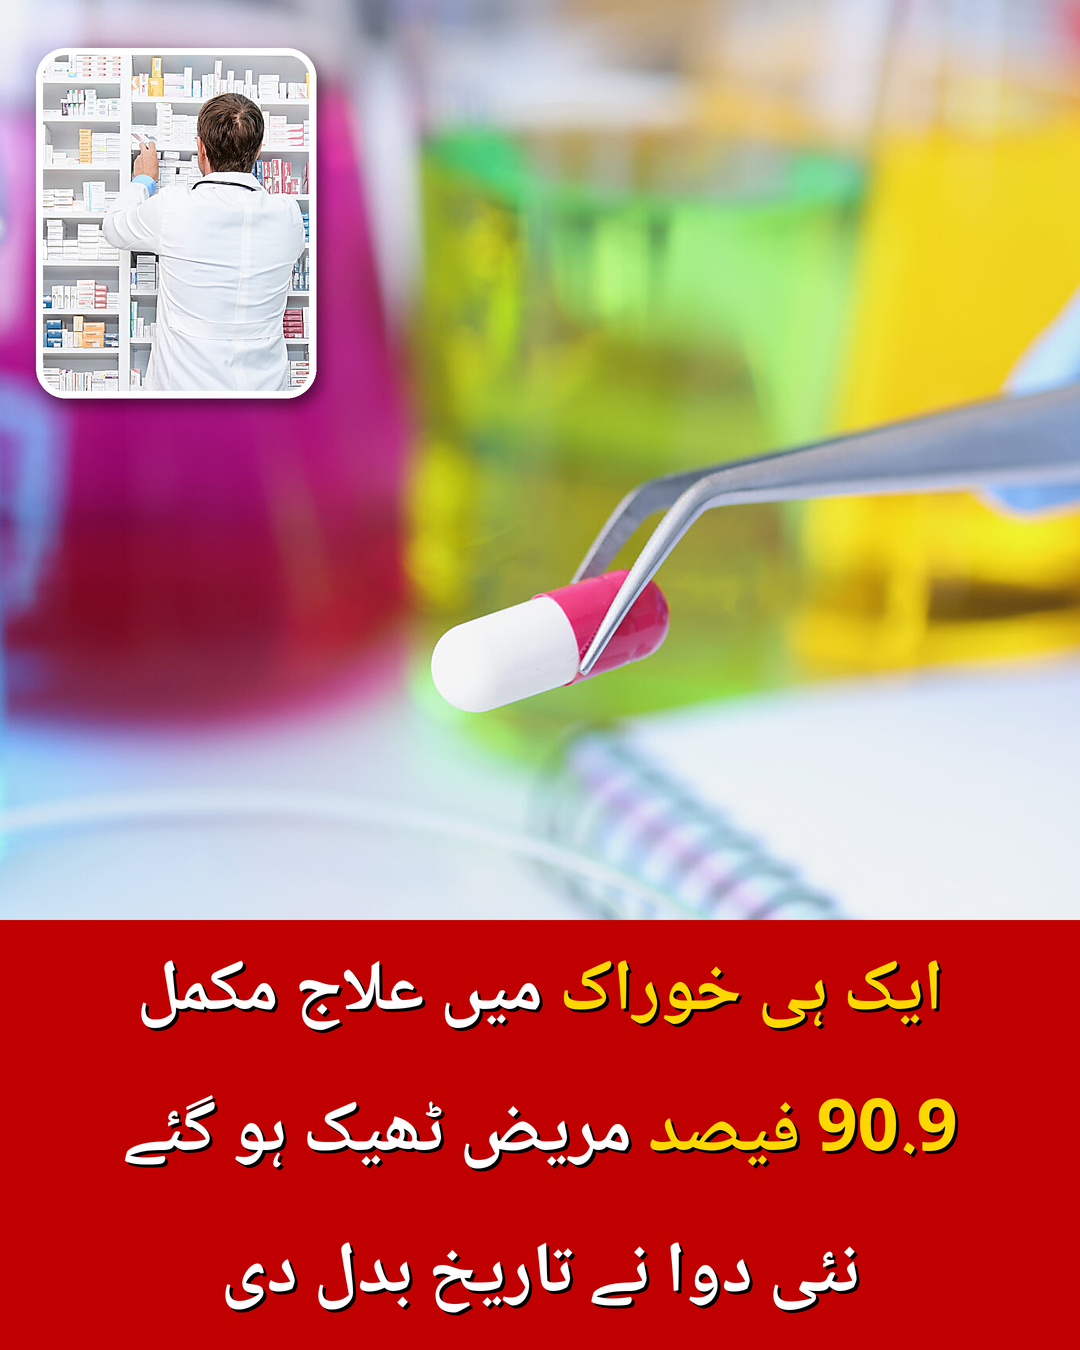 ایک ہی خوراک میں علاج مکمل
90.9 فیصد مریض ٹھیک ہو گئے
نئی دوا نے تاریخ بدل دی